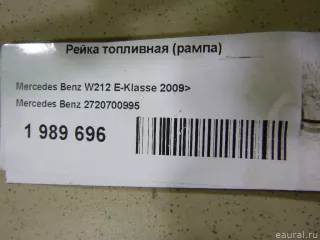 Рейка топливная (рампа)
Mercedes Benz W212 E-Klasse 2009>
Mercedes Benz 2720700995
1 989 696
eaural.ru